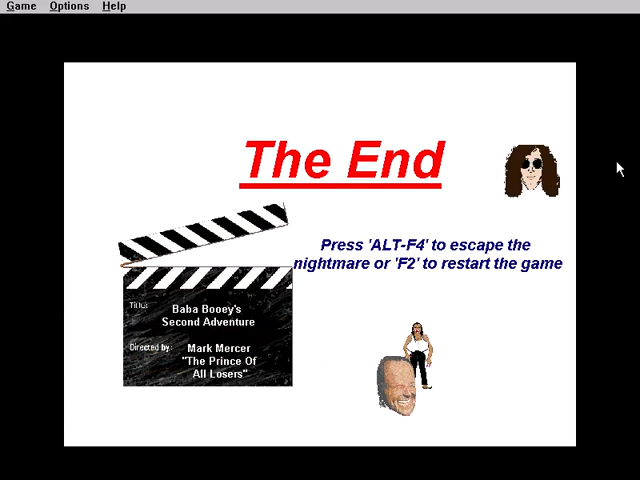 Game Options Help
The End
Press 'ALT-F4' to escape the
nightmare or 'F2' to restart the game
Title:
Baba Booey's
Second Adventure
Directed by:
Mark Mercer
"The Prince Of
All Losers"